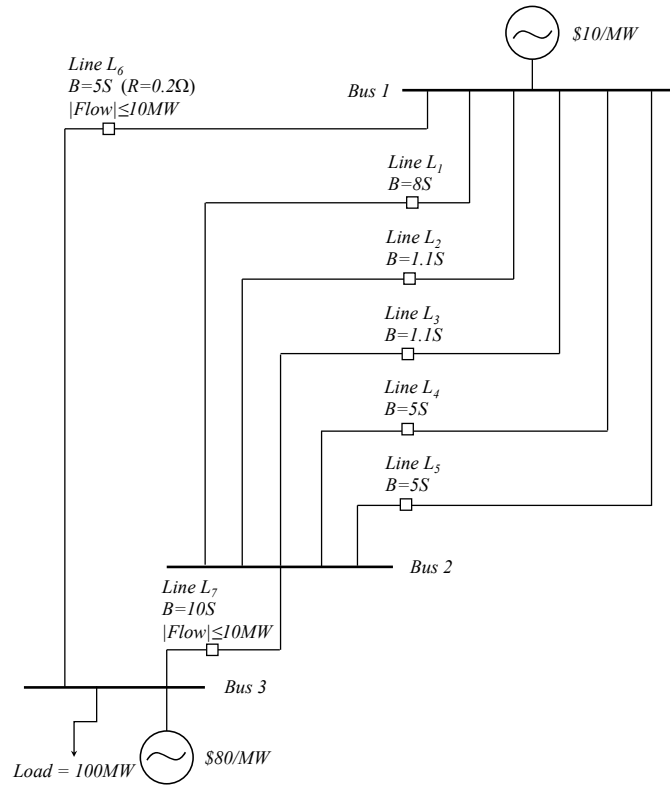 $10/MW
Line L6
B=5S (R=0.2Ω)
|Flow|≤10MW
Bus 1
Line L1
B=8S
Line L2
B=1.1S
Line L3
B=1.1S
Line L4
B=5S
Line L5
B=5S
Bus 2
Line L7
B=10S
|Flow|≤10MW
Bus 3
Load = 100MW
$80/MW